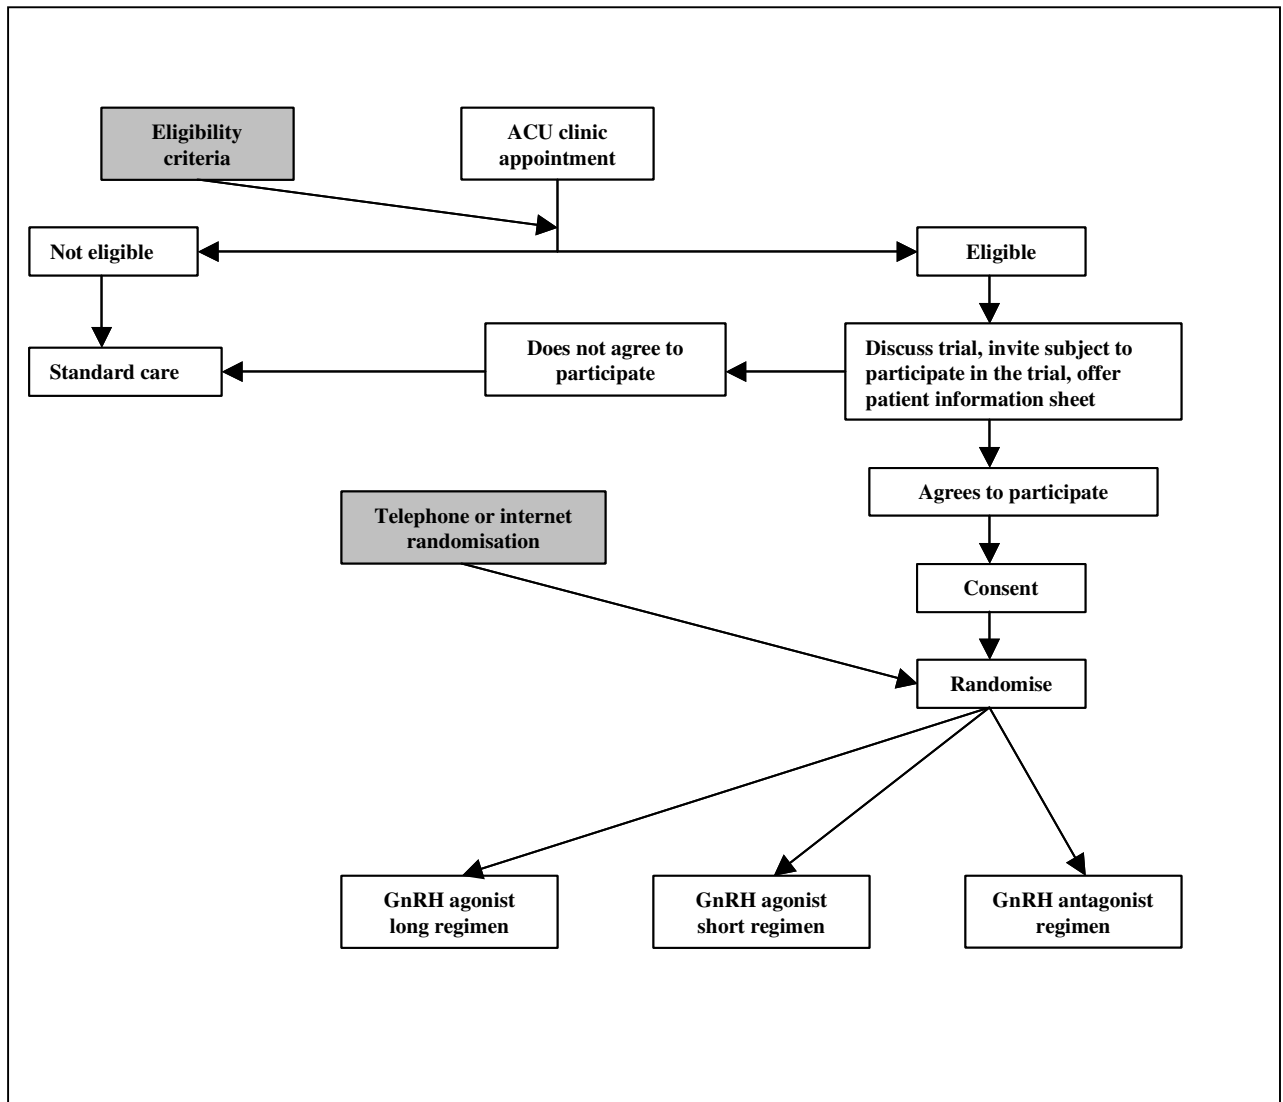 Eligibility
criteria
ACU clinic
appointment
Not eligible
Eligible
Standard care
Does not agree to
participate
Discuss trial, invite subject to
participate in the trial, offer
patient information sheet
Agrees to participate
Telephone or internet
randomisation
Consent
Randomise
GnRH agonist
long regimen
GnRH agonist
short regimen
GnRH antagonist
regimen